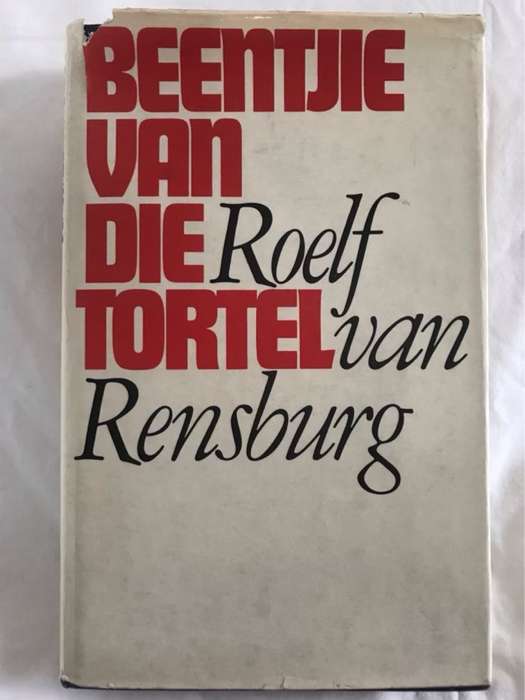 BEENTJIE
VAN
DIE
TORTEL
Roelf
van
Rensburg